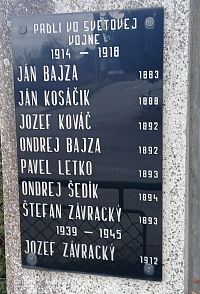 PADLI VO SVETOVEJ
VOJNE
1914 — 1918
JÁN BAJZA 1883
JÁN KOSÁČIK 1888
JOZEF KOVÁČ 1892
ONDREJ BAJZA 1892
PAVEL LETKO 1893
ONDREJ ŠEDÍK 1894
ŠTEFAN ZÁVRACKÝ 1893
1939 — 1945
JOZEF ZÁVRACKÝ 1912